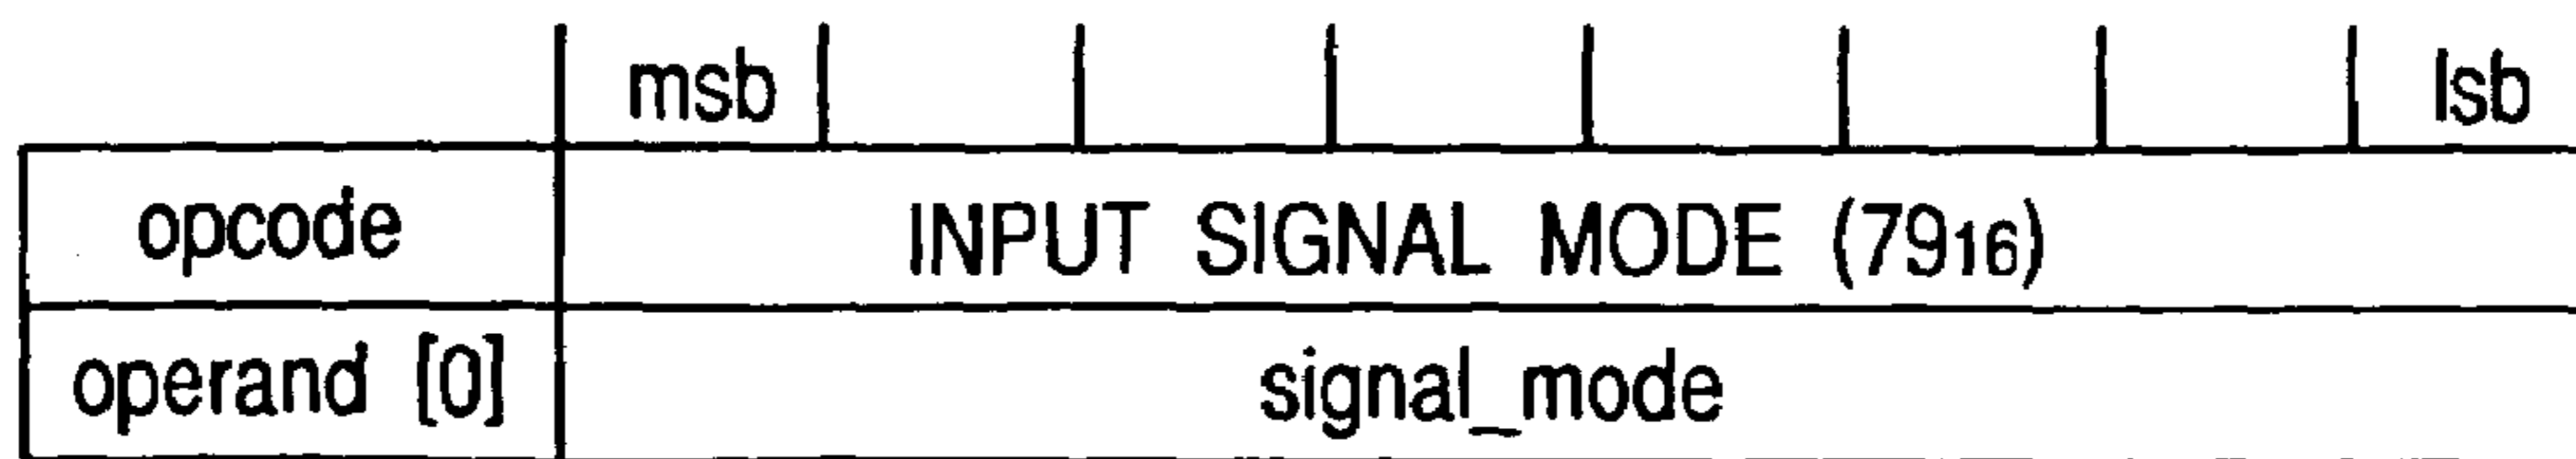 msb lsb
opcode INPUT SIGNAL MODE (79₁₆)
operand [0] signal_mode